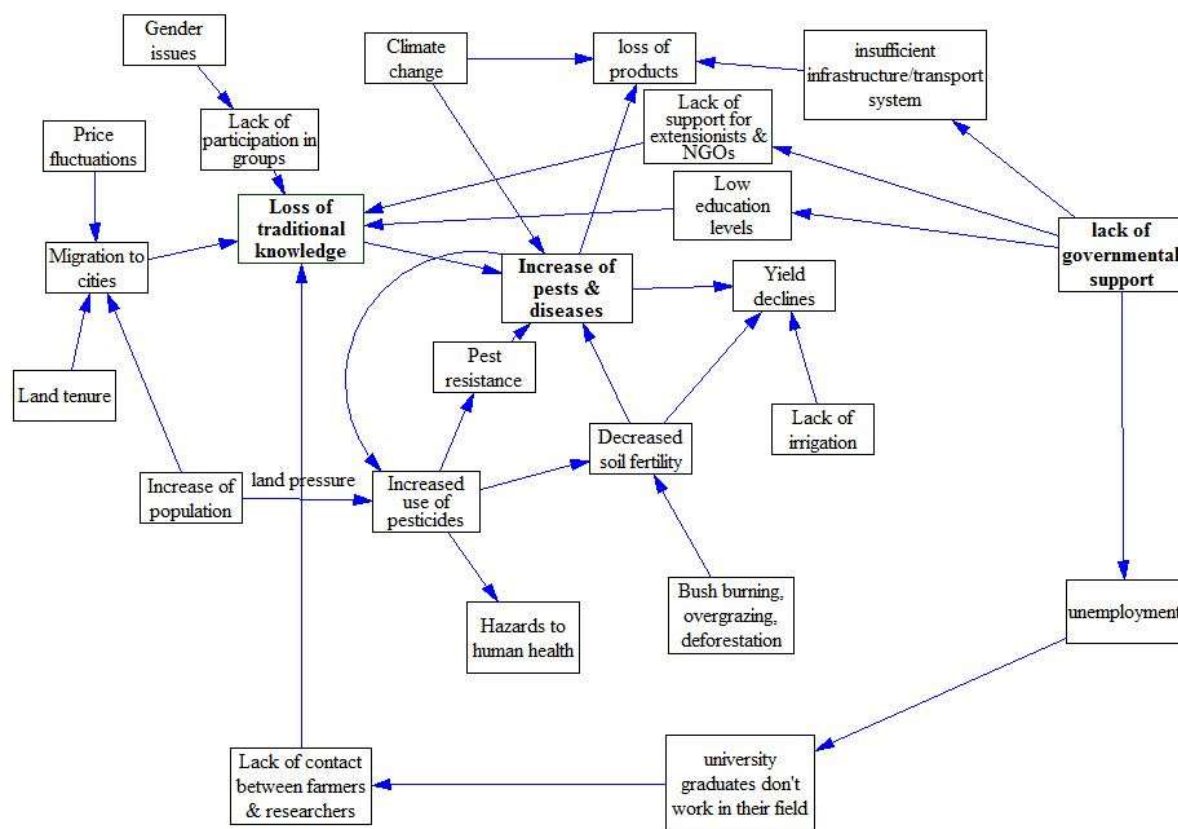 Gender
issues
Climate
change
loss of
products
insufficient
infrastructure/transport
system
Price
fluctuations
Lack of
participation in
groups
Lack of
support for
extensionists &
NGOs
Loss of
traditional
knowledge
Low
education
levels
lack of
governmental
support
Migration to
cities
Increase of
pests &
diseases
Yield
declines
Land tenure
Pest
resistance
Lack of
irrigation
Decreased
soil fertility
Increase of
population
land pressure
Increased
use of
pesticides
Hazards to
human health
Bush burning,
overgrazing,
deforestation
unemployment
Lack of contact
between farmers
& researchers
university
graduates don't
work in their field